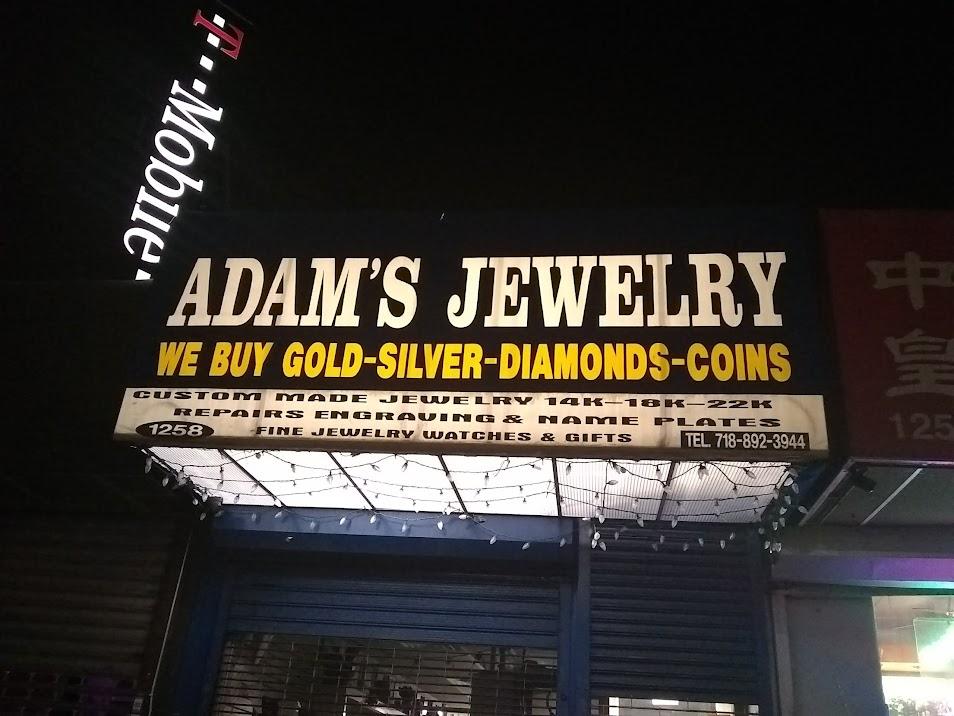 T··Mobile
ADAM'S JEWELRY
WE BUY GOLD-SILVER-DIAMONDS-COINS
CUSTOM MADE JEWELRY 14K-18K-22K
REPAIRS ENGRAVING & NAME PLATES
1258
FINE JEWELRY WATCHES & GIFTS
TEL. 718-892-3944
中
皇
125